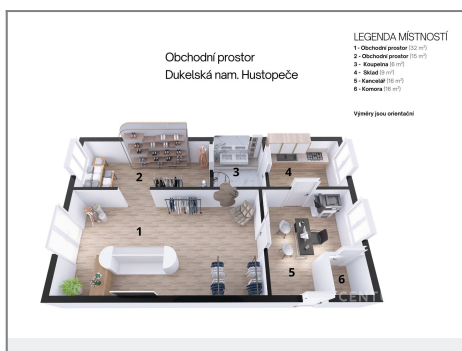 Obchodní prostor
Dukelská nam. Hustopeče
LEGENDA MÍSTNOSTÍ
1 - Obchodní prostor (32 m²)
2 - Obchodní prostor (15 m²)
3 - Koupelna (6 m²)
4 - Sklad (9 m²)
5 - Kancelář (16 m²)
6 - Komora (16 m²)
Výměry jsou orientační
2
3
4
1
5
6
CENT